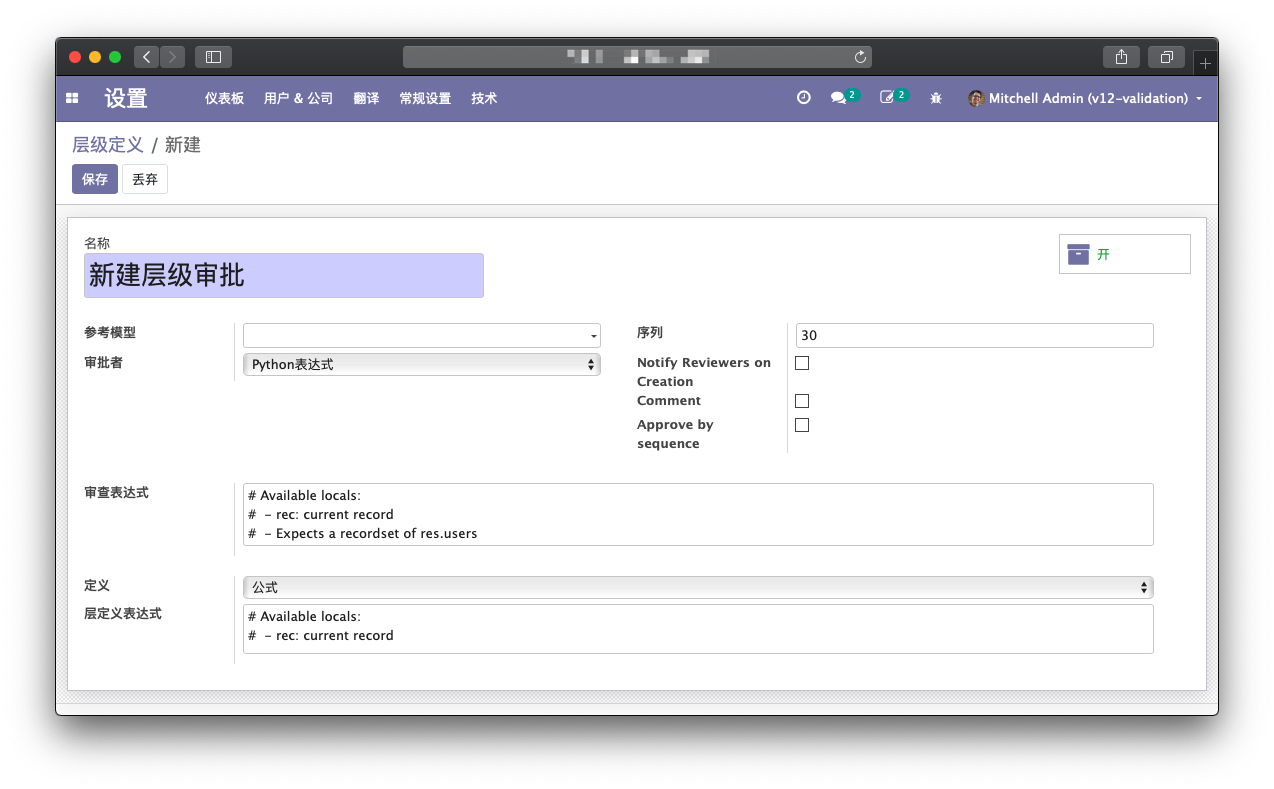 设置 仪表板 用户 & 公司 翻译 常规设置 技术 2 2 Mitchell Admin (v12-validation)
层级定义 / 新建
保存 丢弃
名称
新建层级审批
开
参考模型
审批者 Python表达式
序列 30
Notify Reviewers on
Creation
Comment
Approve by
sequence
审查表达式
# Available locals:
#  - rec: current record
#  - Expects a recordset of res.users
定义 公式
层定义表达式
# Available locals:
#  - rec: current record